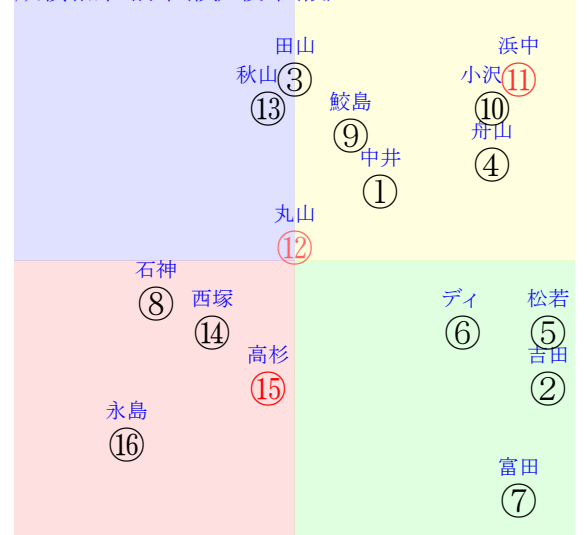 田山
浜中
秋山
③
小沢
⑪
⑬
鮫島
⑩
⑨
舟山
中井
④
①
丸山
⑫
石神
⑧
西塚
ディ
松若
⑭
⑥
⑤
高杉
吉田
⑮
②
永島
⑯
富田
⑦